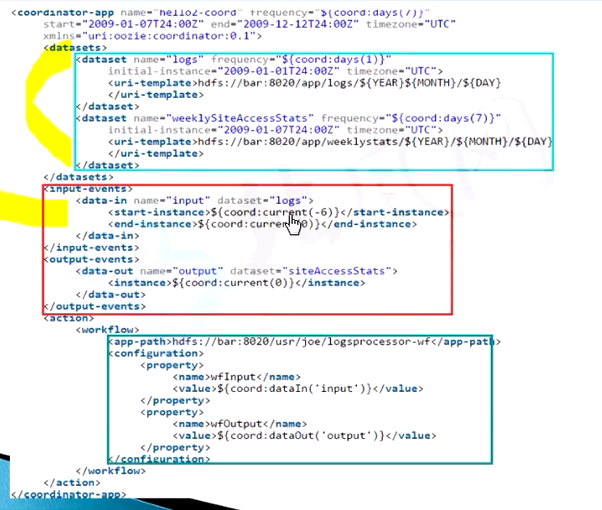 <coordinator-app name="hello2-coord" frequency="${coord:days(7)}"
start="2009-01-07T24:00Z" end="2009-12-12T24:00Z" timezone="UTC"
xmlns="uri:oozie:coordinator:0.1">
<datasets>
<dataset name="logs" frequency="${coord:days(1)}"
initial-instance="2009-01-01T24:00Z" timezone="UTC">
<uri-template>hdfs://bar:8020/app/logs/${YEAR}${MONTH}/${DAY}
</uri-template>
</dataset>
<dataset name="weeklySiteAccessStats" frequency="${coord:days(7)}"
initial-instance="2009-01-07T24:00Z" timezone="UTC">
<uri-template>hdfs://bar:8020/app/weeklystats/${YEAR}/${MONTH}/${DAY}
</uri-template>
</dataset>
</datasets>
<input-events>
<data-in name="input" dataset="logs">
<start-instance>${coord:current(-6)}</start-instance>
<end-instance>${coord:current(0)}</end-instance>
</data-in>
</input-events>
<output-events>
<data-out name="output" dataset="siteAccessStats">
<instance>${coord:current(0)}</instance>
</data-out>
</output-events>
<action>
<workflow>
<app-path>hdfs://bar:8020/usr/joe/logsprocessor-wf</app-path>
<configuration>
<property>
<name>wfInput</name>
<value>${coord:dataIn('input')}</value>
</property>
<property>
<name>wfOutput</name>
<value>${coord:dataOut('output')}</value>
</property>
</configuration>
</workflow>
</action>
</coordinator-app>